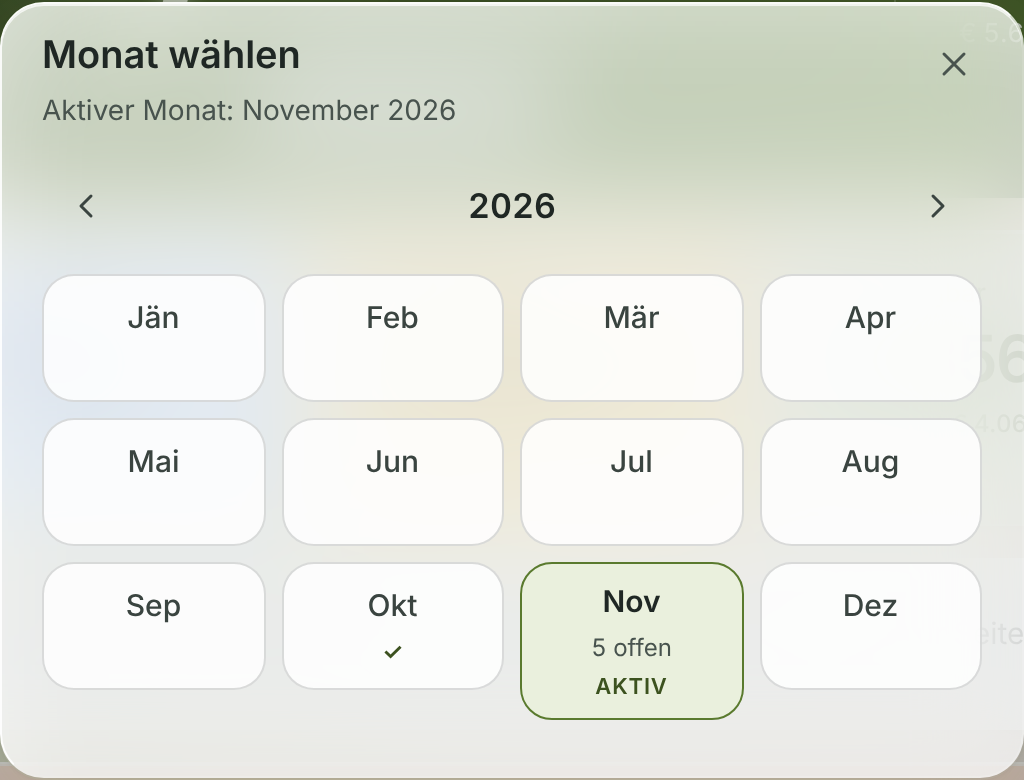 Monat wählen
Aktiver Monat: November 2026
2026
Jän Feb Mär Apr
Mai Jun Jul Aug
Sep Okt Nov Dez
✓ 5 offen
AKTIV